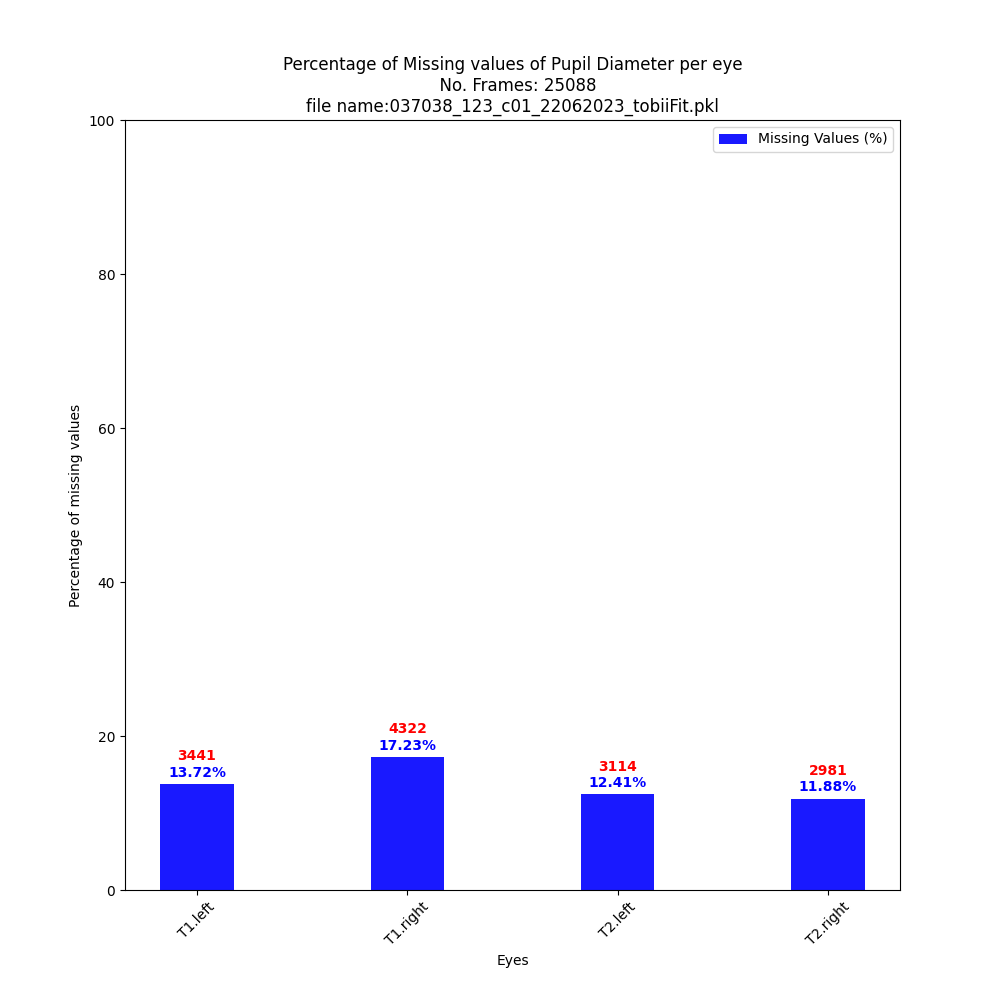 Percentage of Missing values of Pupil Diameter per eye
No. Frames: 25088
file name:037038_123_c01_22062023_tobiiFit.pkl
Missing Values (%)
100
80
60
40
20
0
Percentage of missing values
3441
13.72%
4322
17.23%
3114
12.41%
2981
11.88%
T1.left
T1.right
T2.left
T2.right
Eyes